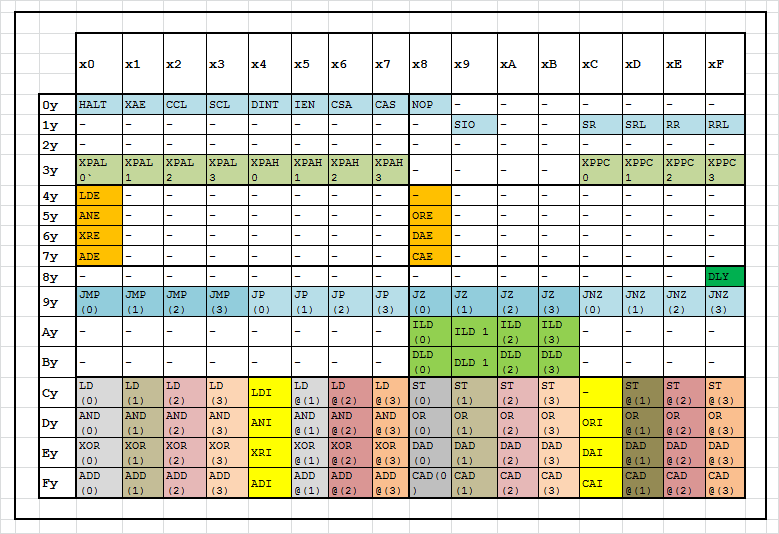 x0 x1 x2 x3 x4 x5 x6 x7 x8 x9 xA xB xC xD xE xF
0y HALT XAE CCL SCL DINT IEN CSA CAS NOP – – – – – – –
1y – – – – – – – – – SIO – – SR SRL RR RRL
2y – – – – – – – – – – – – – – – –
3y XPAL 0` XPAL 1 XPAL 2 XPAL 3 XPAH 0 XPAH 1 XPAH 2 XPAH 3 – – – – XPPC 0 XPPC 1 XPPC 2 XPPC 3
4y LDE – – – – – – – – – – – – – – –
5y ANE – – – – – – – ORE – – – – – – –
6y XRE – – – – – – – DAE – – – – – – –
7y ADE – – – – – – – CAE – – – – – – –
8y – – – – – – – – – – – – – – – DLY
9y JMP (0) JMP (1) JMP (2) JMP (3) JP (0) JP (1) JP (2) JP (3) JZ (0) JZ (1) JZ (2) JZ (3) JNZ (0) JNZ (1) JNZ (2) JNZ (3)
Ay – – – – – – – – ILD (0) ILD 1 ILD (2) ILD (3) – – – –
By – – – – – – – – DLD (0) DLD 1 DLD (2) DLD (3) – – – –
Cy LD (0) LD (1) LD (2) LD (3) LDI LD @(1) LD @(2) LD @(3) ST (0) ST (1) ST (2) ST (3) – ST @(1) ST @(2) ST @(3)
Dy AND (0) AND (1) AND (2) AND (3) ANI AND @(1) AND @(2) AND @(3) OR (0) OR (1) OR (2) OR (3) ORI OR @(1) OR @(2) OR @(3)
Ey XOR (0) XOR (1) XOR (2) XOR (3) XRI XOR @(1) XOR @(2) XOR @(3) DAD (0) DAD (1) DAD (2) DAD (3) DAI DAD @(1) DAD @(2) DAD @(3)
Fy ADD (0) ADD (1) ADD (2) ADD (3) ADI ADD @(1) ADD @(2) ADD @(3) CAD(0) CAD (1) CAD (2) CAD (3) CAI CAD @(1) CAD @(2) CAD @(3)